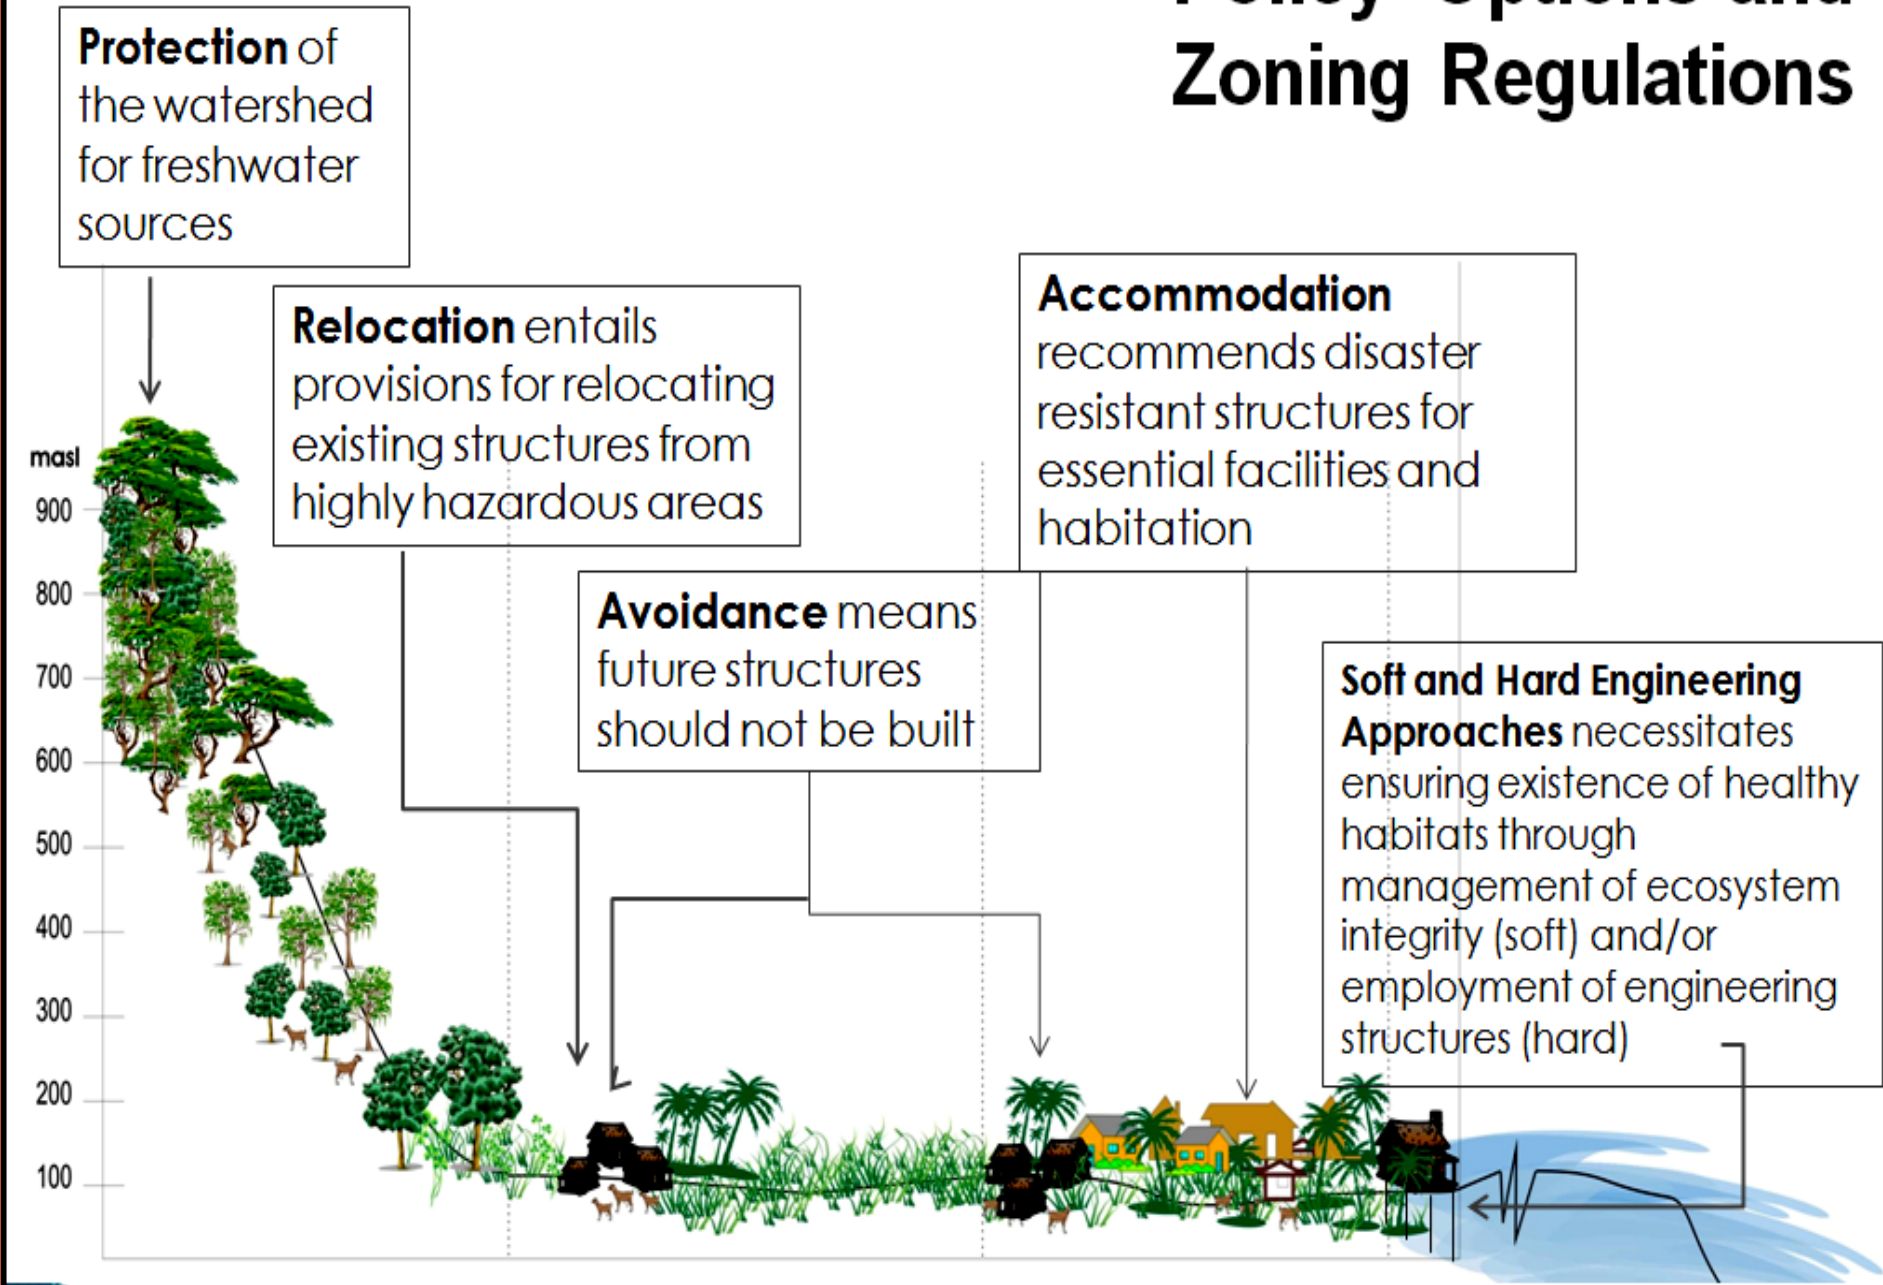 Policy Options and
Zoning Regulations
Protection of
the watershed
for freshwater
sources
Relocation entails
provisions for relocating
existing structures from
highly hazardous areas
Accommodation
recommends disaster
resistant structures for
essential facilities and
habitation
Avoidance means
future structures
should not be built
Soft and Hard Engineering
Approaches necessitates
ensuring existence of healthy
habitats through
management of ecosystem
integrity (soft) and/or
employment of engineering
structures (hard)
masl
900
800
700
600
500
400
300
200
100